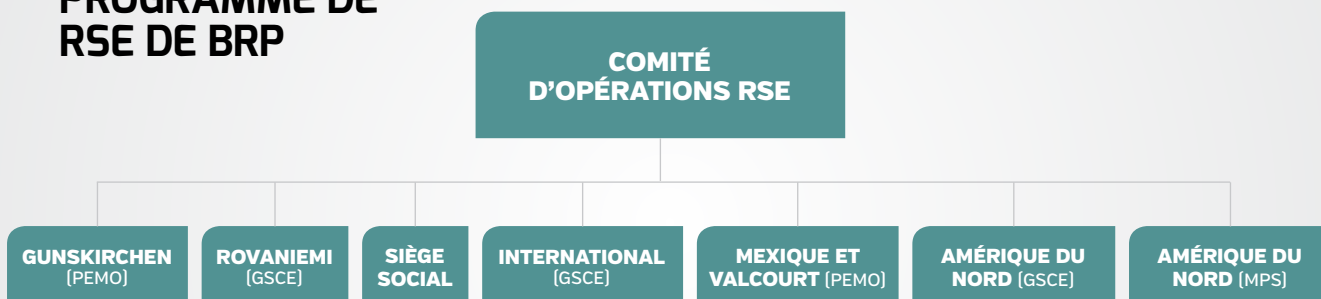 PROGRAMME DE
RSE DE BRP
COMITÉ
D'OPÉRATIONS RSE
GUNSKIRCHEN
(PEMO)
ROVANIEMI
(GSCE)
SIÈGE
SOCIAL
INTERNATIONAL
(GSCE)
MEXIQUE ET
VALCOURT (PEMO)
AMÉRIQUE DU
NORD (GSCE)
AMÉRIQUE DU
NORD (MPS)